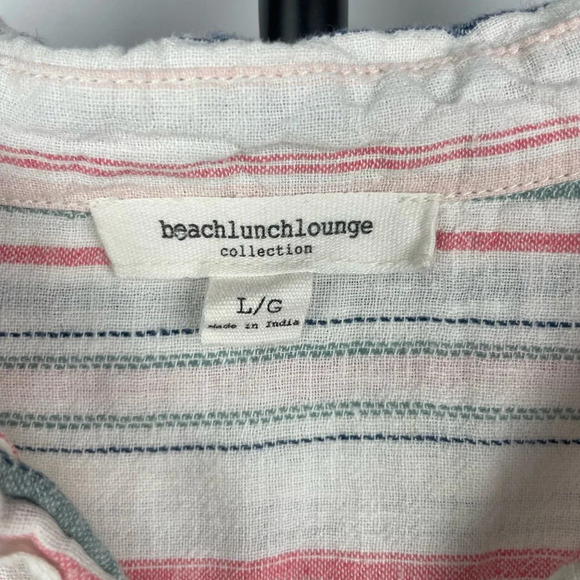 beachlunchlounge
collection
L/G
Made in India